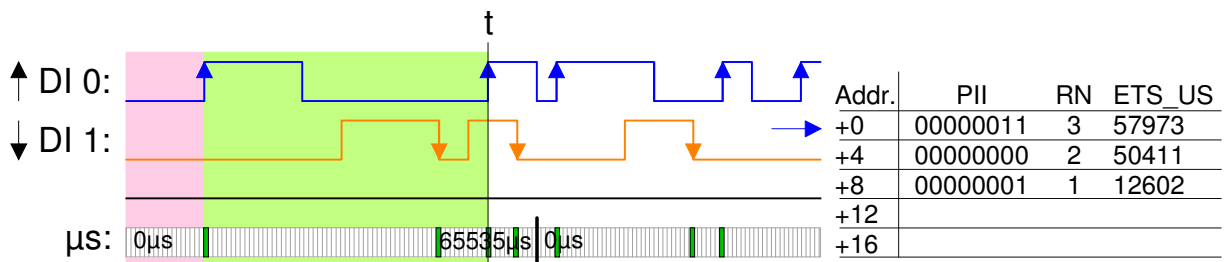 t
DI 0:
DI 1:
µs: 0µs 65535µs 0µs
Addr. PII RN ETS_US
+0 00000011 3 57973
+4 00000000 2 50411
+8 00000001 1 12602
+12
+16